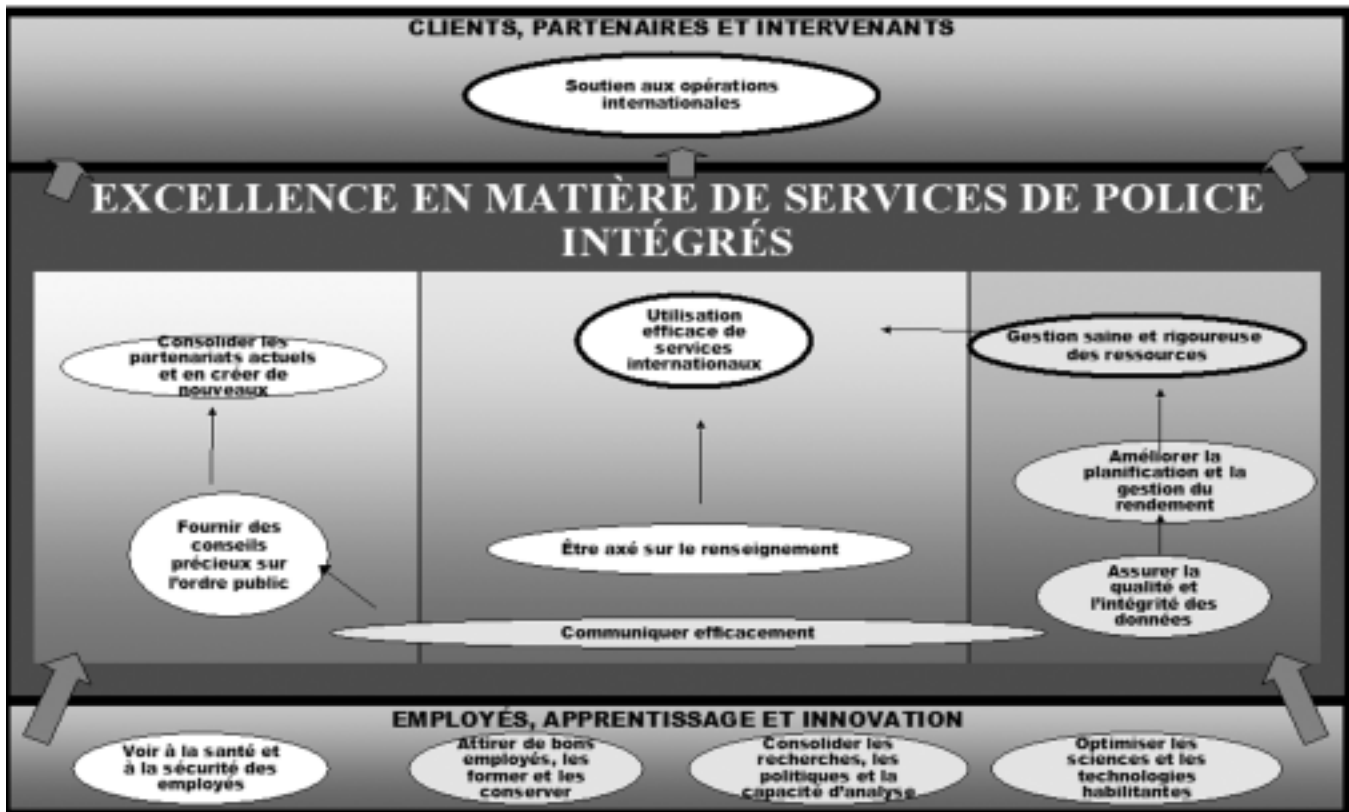 CLIENTS, PARTENAIRES ET INTERVENANTS
Soutien aux opérations
internationales
EXCELLENCE EN MATIÈRE DE SERVICES DE POLICE
INTÉGRÉS
Consolider les
partenariats actuels
et en créer de
nouveaux
Utilisation
efficace de
services
internationaux
Gestion saine et rigoureuse
des ressources
Améliorer la
planification et la
gestion du
rendement
Fournir des
conseils
précieux sur
l'ordre public
Être axé sur le renseignement
Assurer la
qualité et
l'intégrité des
données
Communiquer efficacement
EMPLOYÉS, APPRENTISSAGE ET INNOVATION
Voir à la santé et
à la sécurité des
employés
Attirer de bons
employés, les
former et les
conserver
Consolider les
recherches, les
politiques et la
capacité d'analyse
Optimiser les
sciences et les
technologies
habilitantes